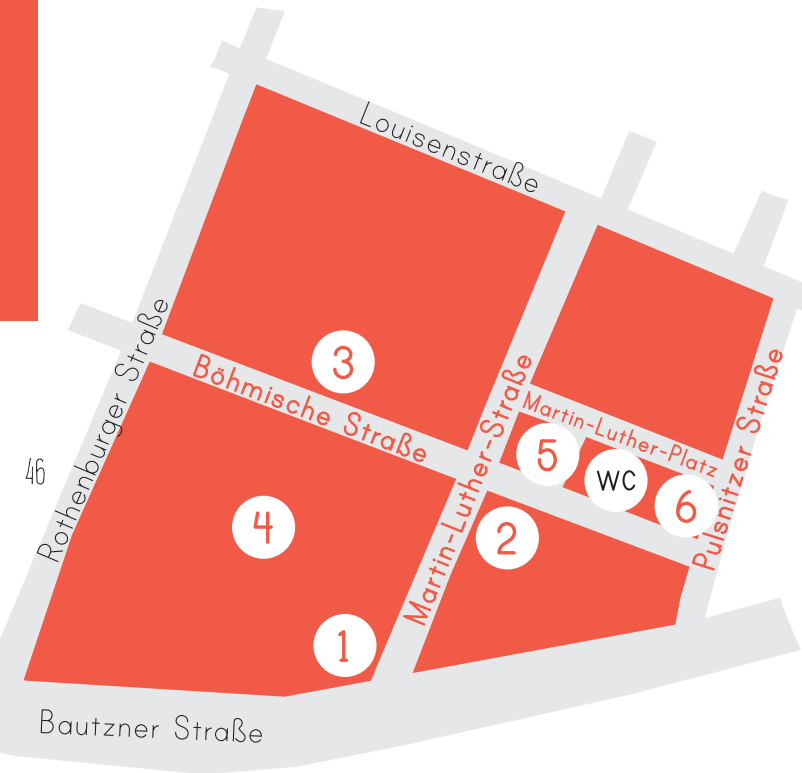 Louisenstraße
Rothenburger Straße
3
Böhmische Straße
Martin-Luther-Straße
Martin-Luther-Platz
Pulsnitzer Straße
5
WC
6
46
4
2
1
Bautzner Straße